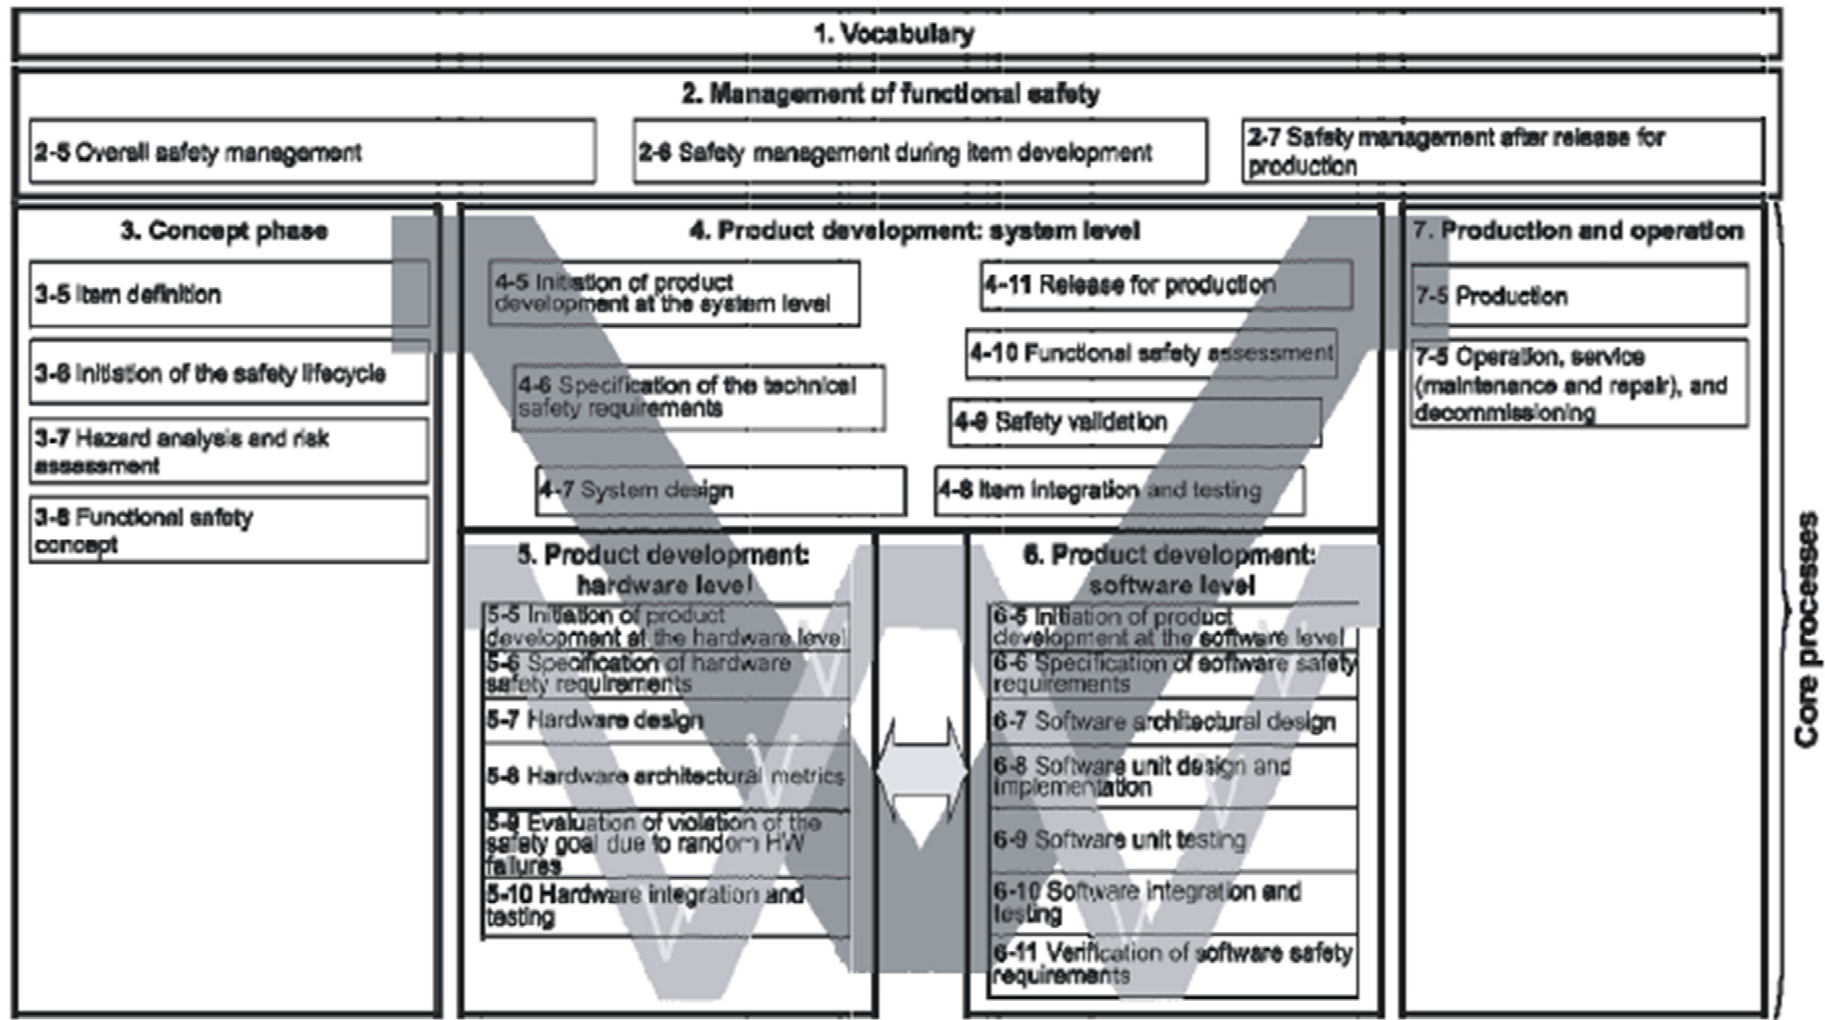 1. Vocabulary
2. Management of functional safety
2-5 Overall safety management
2-6 Safety management during item development
2-7 Safety management after release for
production
3. Concept phase
3-5 Item definition
3-6 Initiation of the safety lifecycle
3-7 Hazard analysis and risk
assessment
3-8 Functional safety
concept
4. Product development: system level
4-5 Initiation of product
development at the system level
4-6 Specification of the technical
safety requirements
4-7 System design
4-11 Release for production
4-10 Functional safety assessment
4-9 Safety validation
4-8 Item integration and testing
7. Production and operation
7-5 Production
7-5 Operation, service
(maintenance and repair), and
decommissioning
5. Product development:
hardware level
5-5 Initiation of product
development at the hardware level
5-6 Specification of hardware
safety requirements
5-7 Hardware design
5-8 Hardware architectural metrics
5-9 Evaluation of violation of the
safety goal due to random HW
failures
5-10 Hardware integration and
testing
6. Product development:
software level
6-5 Initiation of product
development at the software level
6-6 Specification of software safety
requirements
6-7 Software architectural design
6-8 Software unit design and
implementation
6-9 Software unit testing
6-10 Software integration and
testing
6-11 Verification of software safety
requirements
Core processes